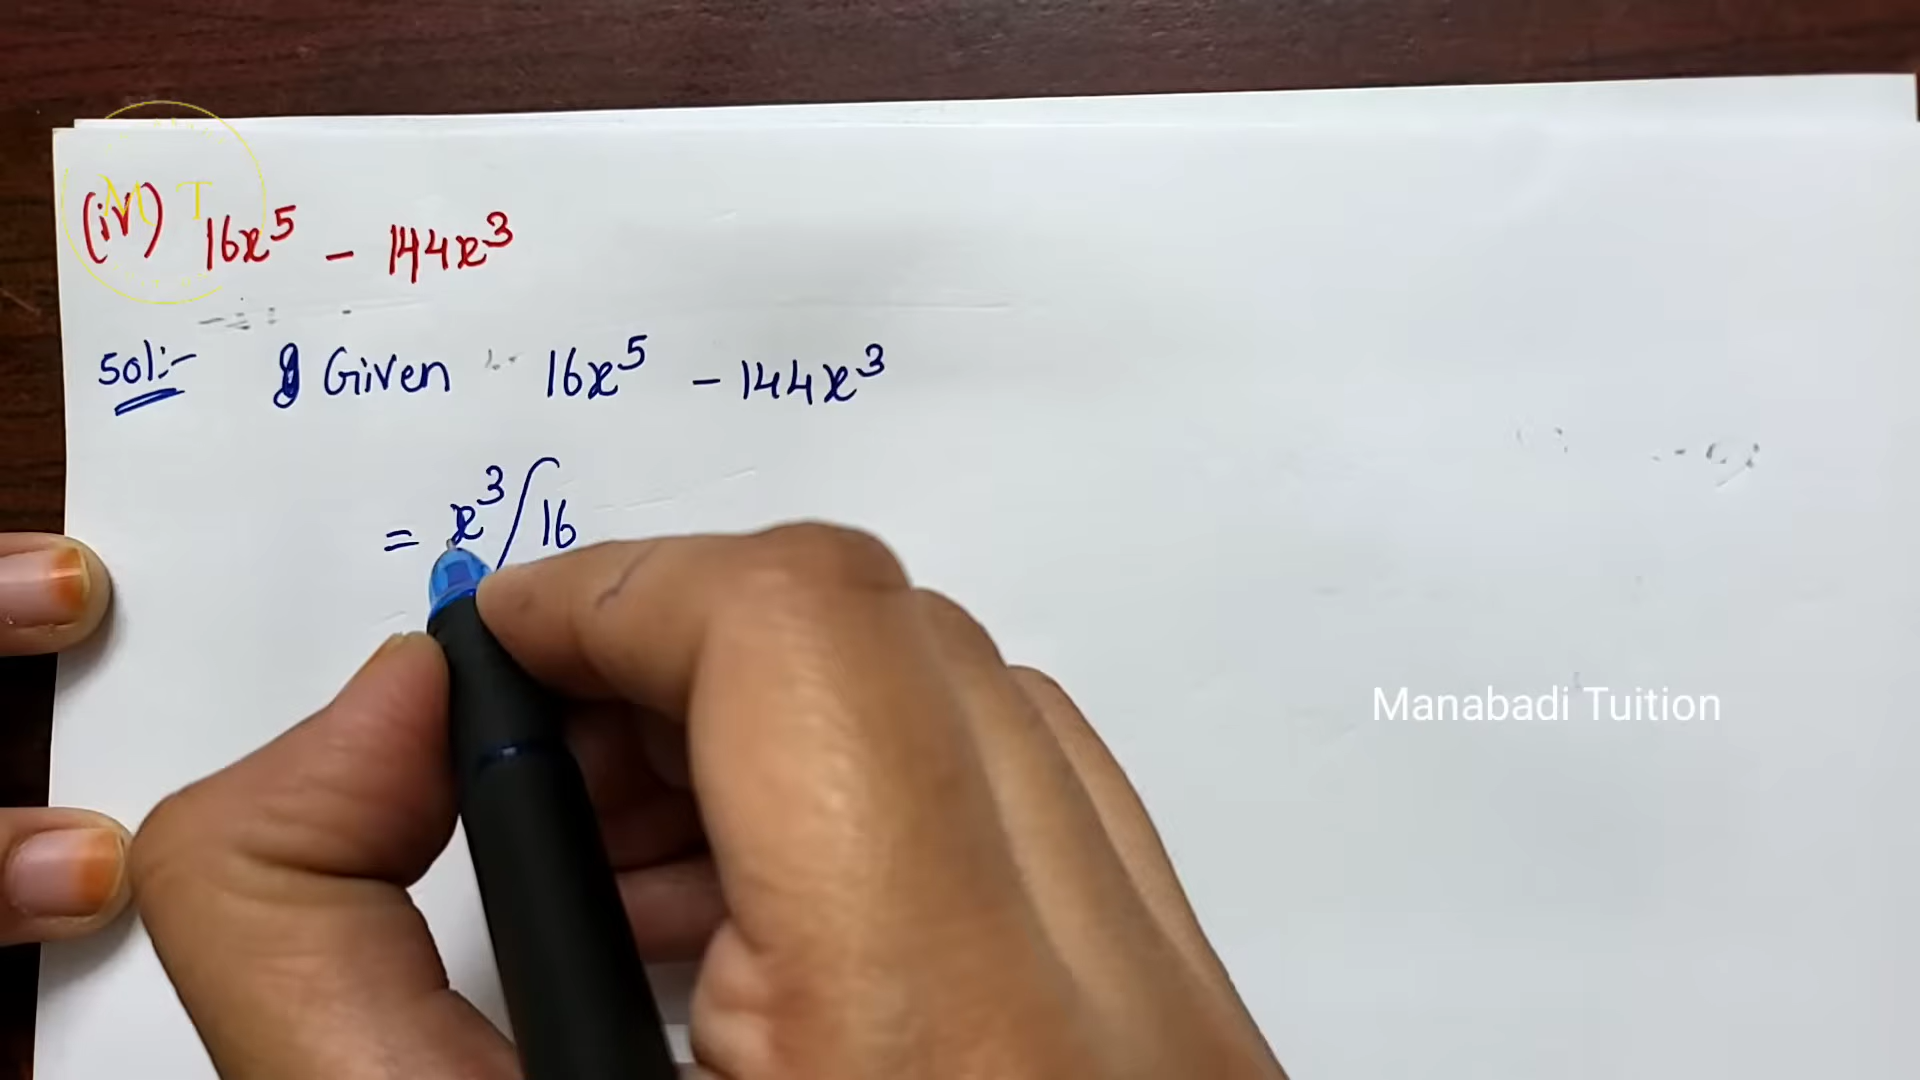 M T
(iv) 16x⁵ - 144x³
Sol:- Given 16x⁵ - 144x³
= x³(16
Manabadi Tuition